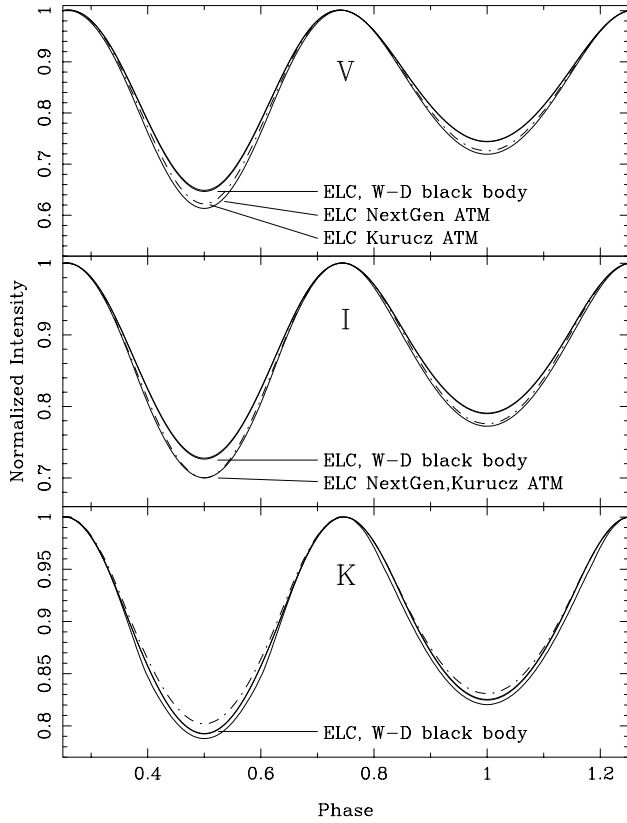 1
0.9
0.8
0.7
0.6
V
ELC, W-D black body
ELC NextGen ATM
ELC Kurucz ATM
Normalized Intensity
1
0.9
0.8
0.7
I
ELC, W-D black body
ELC NextGen,Kurucz ATM
1
0.95
0.9
0.85
0.8
K
ELC, W-D black body
0.4 0.6 0.8 1 1.2
Phase